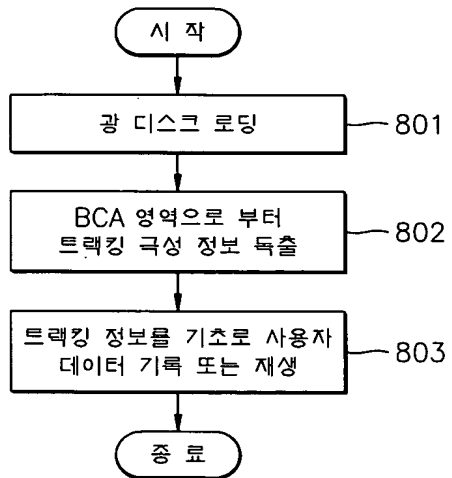 시 작
광 디스크 로딩
801
BCA 영역으로 부터
트랙킹 극성 정보 독출
802
트랙킹 정보를 기초로 사용자
데이터 기록 또는 재생
803
종 료